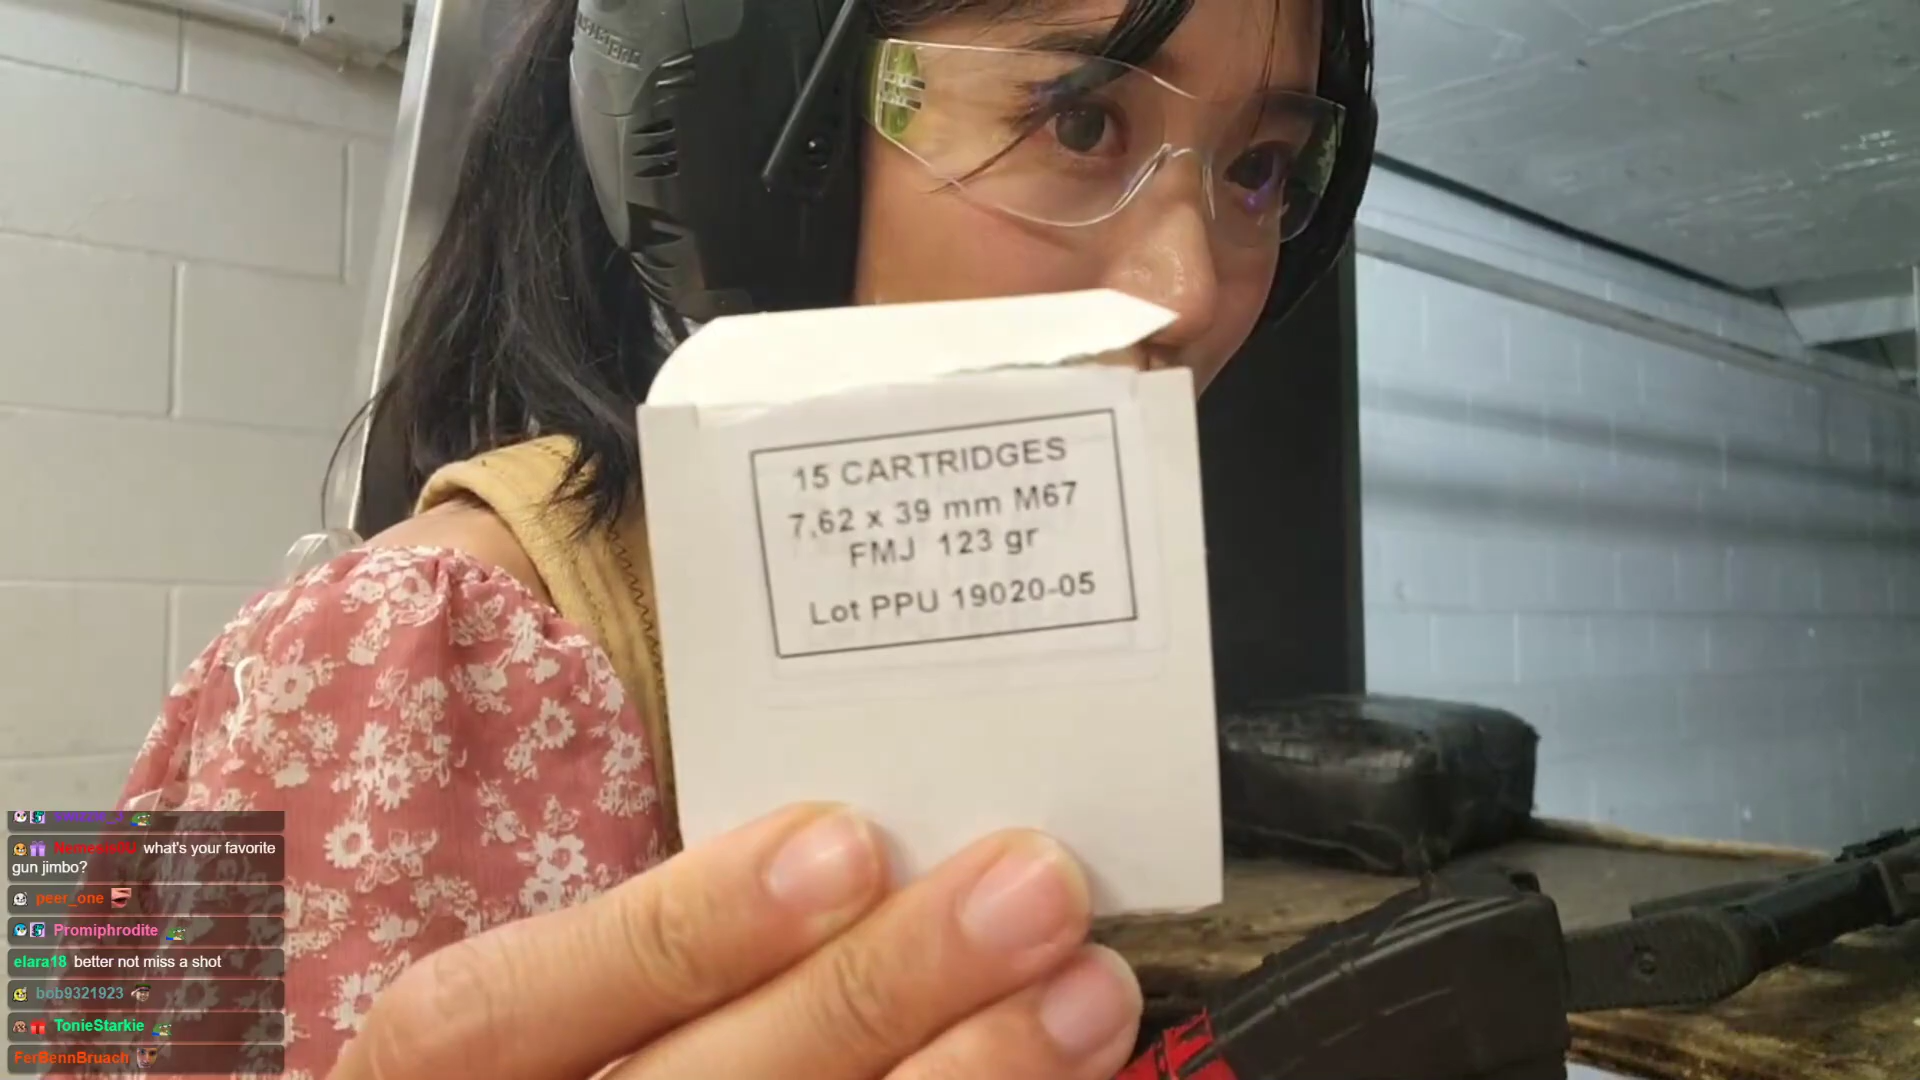 15 CARTRIDGES
7,62 x 39 mm M67
FMJ 123 gr
Lot PPU 19020-05
what's your favorite
gun jimbo?
peer_one
Promiphrodite
elara18 better not miss a shot
bob9321923
TonieStarkie
FerBennBruach